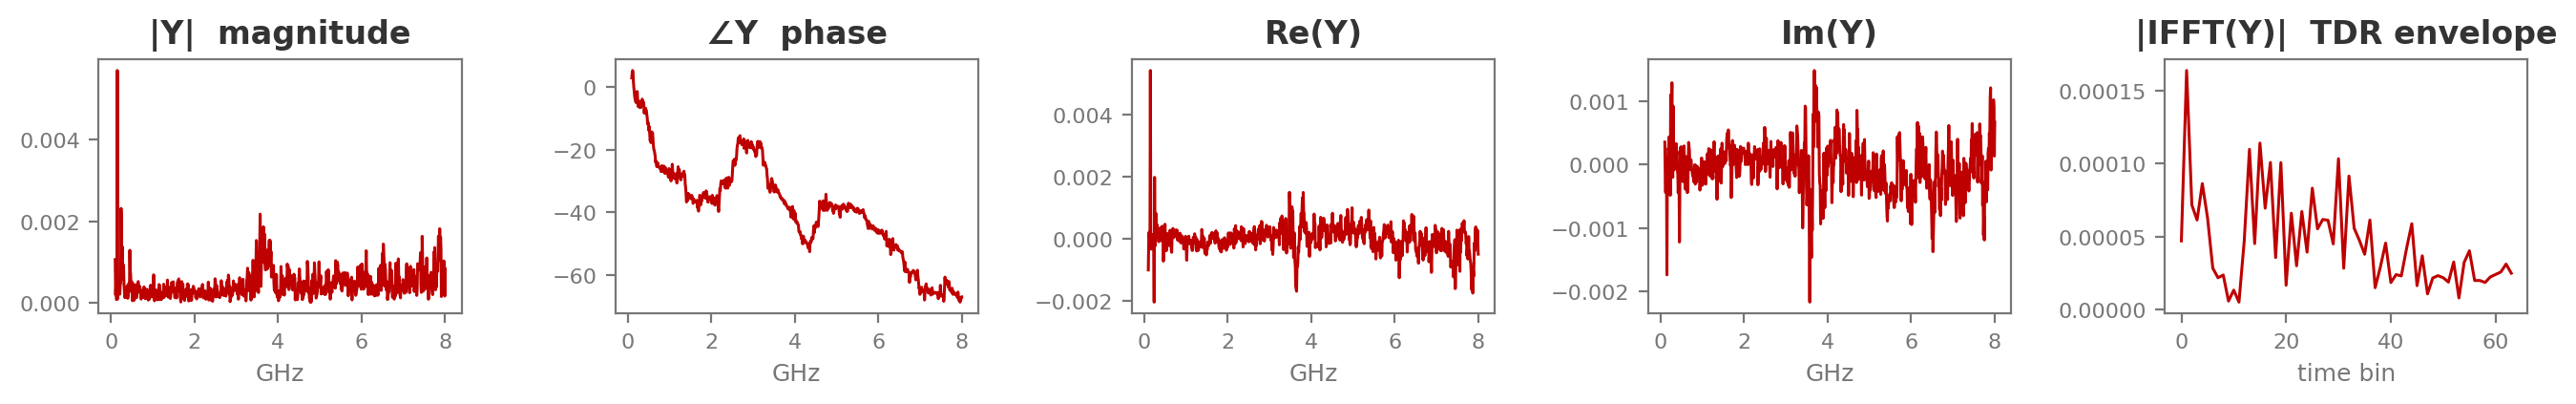 |Y|  magnitude
0.004
0.002
0.000
0 2 4 6 8
GHz
∠Y  phase
0
−20
−40
−60
0 2 4 6 8
GHz
Re(Y)
0.004
0.002
0.000
−0.002
0 2 4 6 8
GHz
Im(Y)
0.001
0.000
−0.001
−0.002
0 2 4 6 8
GHz
|IFFT(Y)|  TDR envelope
0.00015
0.00010
0.00005
0.00000
0 20 40 60
time bin